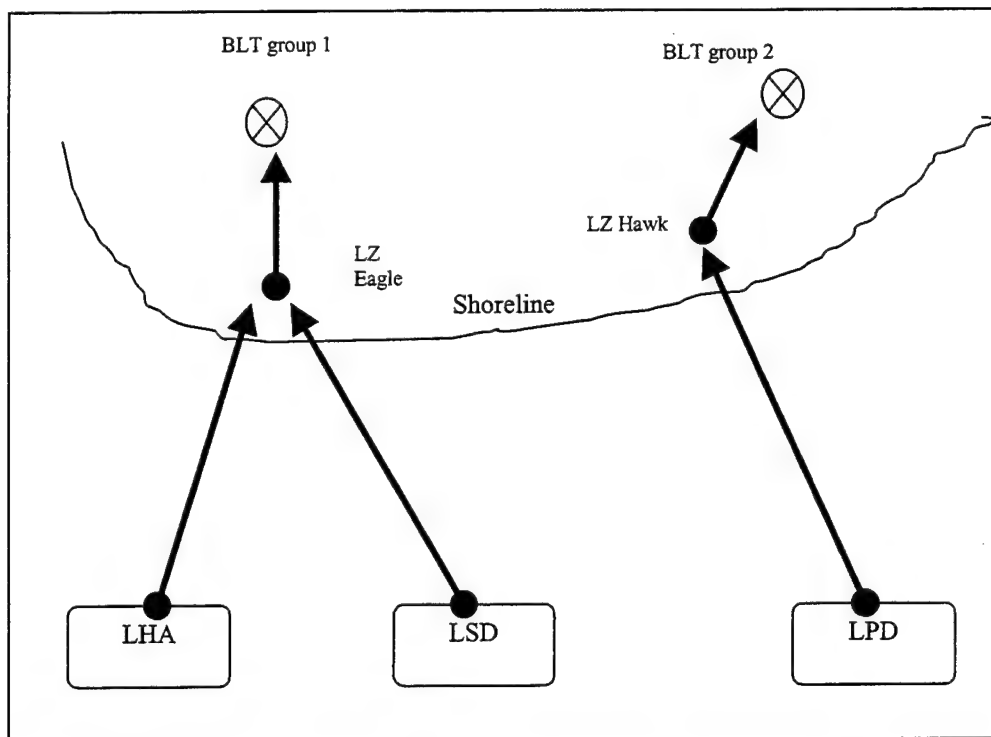 BLT group 1
BLT group 2
LZ Hawk
LZ
Eagle
Shoreline
LHA
LSD
LPD